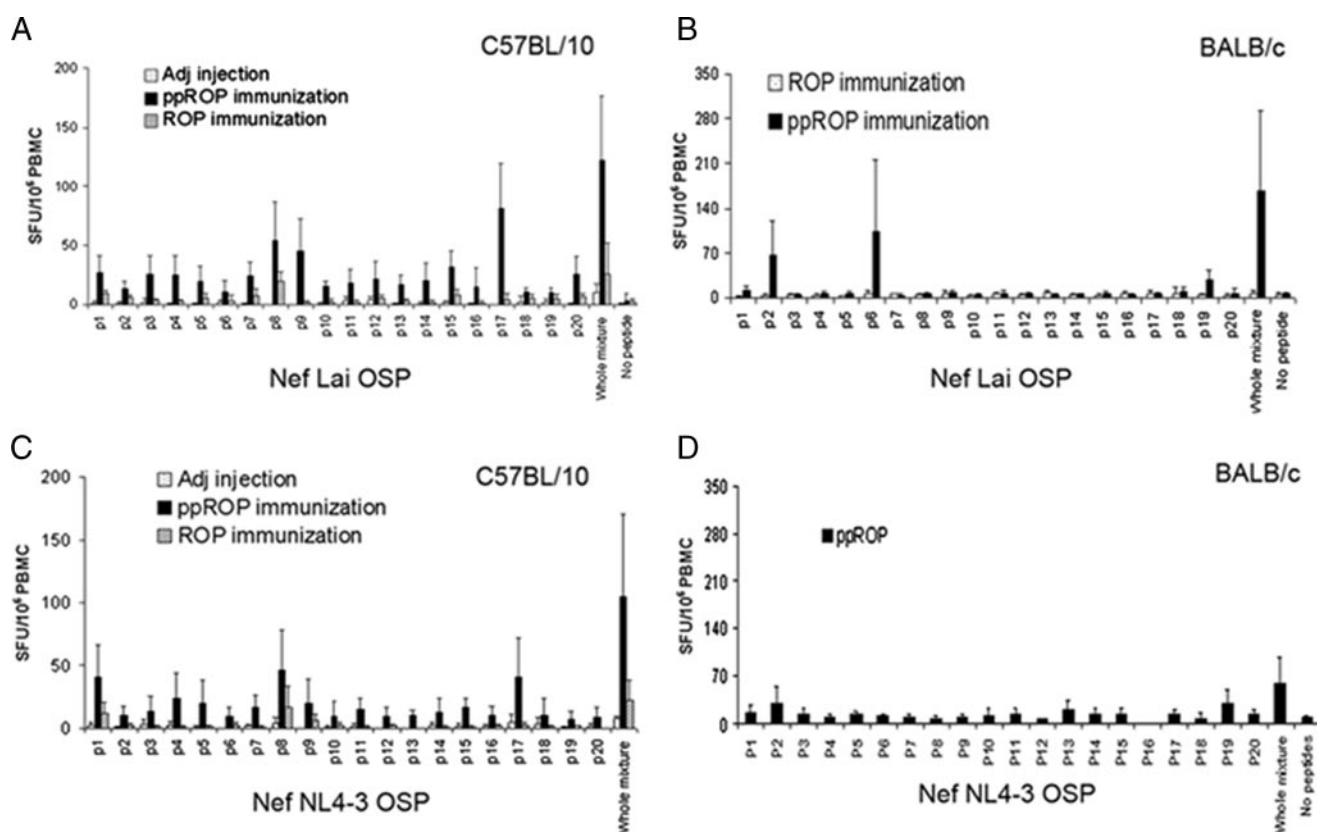 A
C57BL/10
200
150
100
50
0
SFU/10⁶ PBMC
Adj injection
ppROP immunization
ROP immunization
p1
p2
p3
p4
p5
p6
p7
p8
p9
p10
p11
p12
p13
p14
p15
p16
p17
p18
p19
p20
Whole mixture
No peptide
Nef Lai OSP
B
BALB/c
350
280
210
140
70
0
SFU/10⁶ PBMC
ROP immunization
ppROP immunization
p1
p2
p3
p4
p5
p6
p7
p8
p9
p10
p11
p12
p13
p14
p15
p16
p17
p18
p19
p20
Whole mixture
No peptide
Nef Lai OSP
C
C57BL/10
200
150
100
50
0
SFU/10⁶ PBMC
Adj injection
ppROP immunization
ROP immunization
p1
p2
p3
p4
p5
p6
p7
p8
p9
p10
p11
p12
p13
p14
p15
p16
p17
p18
p19
p20
Whole mixture
Nef NL4-3 OSP
D
BALB/c
350
280
210
140
70
0
SFU/10⁶ PBMC
ppROP
P1
P2
P3
P4
P5
P6
P7
P8
P9
P10
P11
P12
P13
P14
P15
P16
P17
P18
P19
P20
Whole mixture
No peptides
Nef NL4-3 OSP